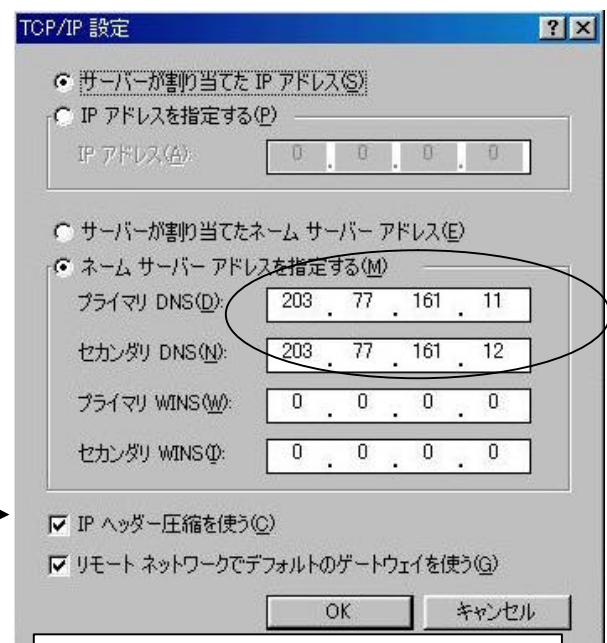 TCP/IP 設定
サーバーが割り当てた IP アドレス(S)
IP アドレスを指定する(P)
IP アドレス(A): 0 . 0 . 0 . 0
サーバーが割り当てたネーム サーバー アドレス(E)
ネーム サーバー アドレスを指定する(M)
プライマリ DNS(D): 203 . 77 . 161 . 11
セカンダリ DNS(N): 203 . 77 . 161 . 12
プライマリ WINS(W): 0 . 0 . 0 . 0
セカンダリ WINS(I): 0 . 0 . 0 . 0
IP ヘッダー圧縮を使う(C)
リモート ネットワークでデフォルトのゲートウェイを使う(G)
OK キャンセル